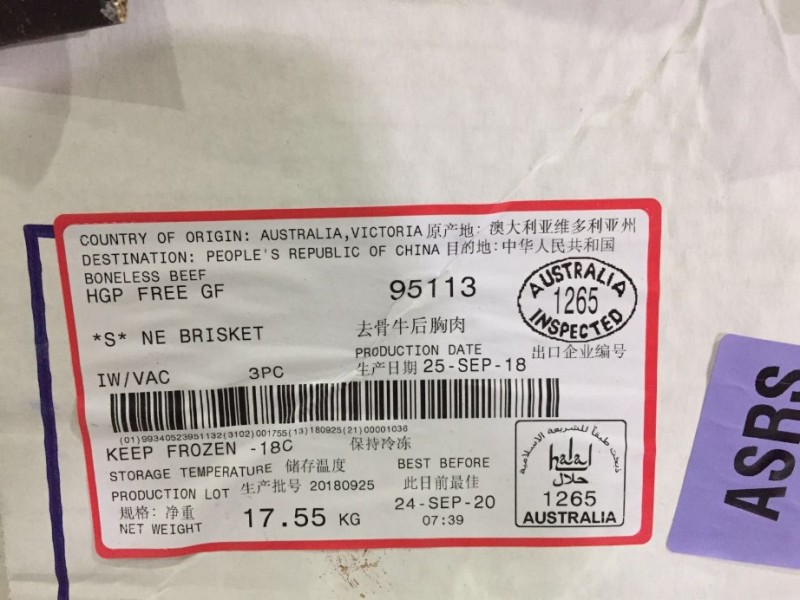 COUNTRY OF ORIGIN: AUSTRALIA,VICTORIA 原产地: 澳大利亚维多利亚州
DESTINATION: PEOPLE'S REPUBLIC OF CHINA 目的地:中华人民共和国
BONELESS BEEF
HGP FREE GF
95113
AUSTRALIA
1265
INSPECTED
*S* NE BRISKET
去骨牛后胸肉
PRODUCTION DATE
出口企业编号
生产日期 25-SEP-18
IW/VAC 3PC
(01)99340523951132(3102)001755(13)180925(21)00001036
KEEP FROZEN -18C 保持冷冻
STORAGE TEMPERATURE 储存温度
BEST BEFORE
PRODUCTION LOT 生产批号 20180925
此日前最佳
规格: 净重
NET WEIGHT
17.55 KG
24-SEP-20
07:39
ذبحت طبقا للشريعة الاسلامية
halal
حلال
1265
AUSTRALIA
ASRS